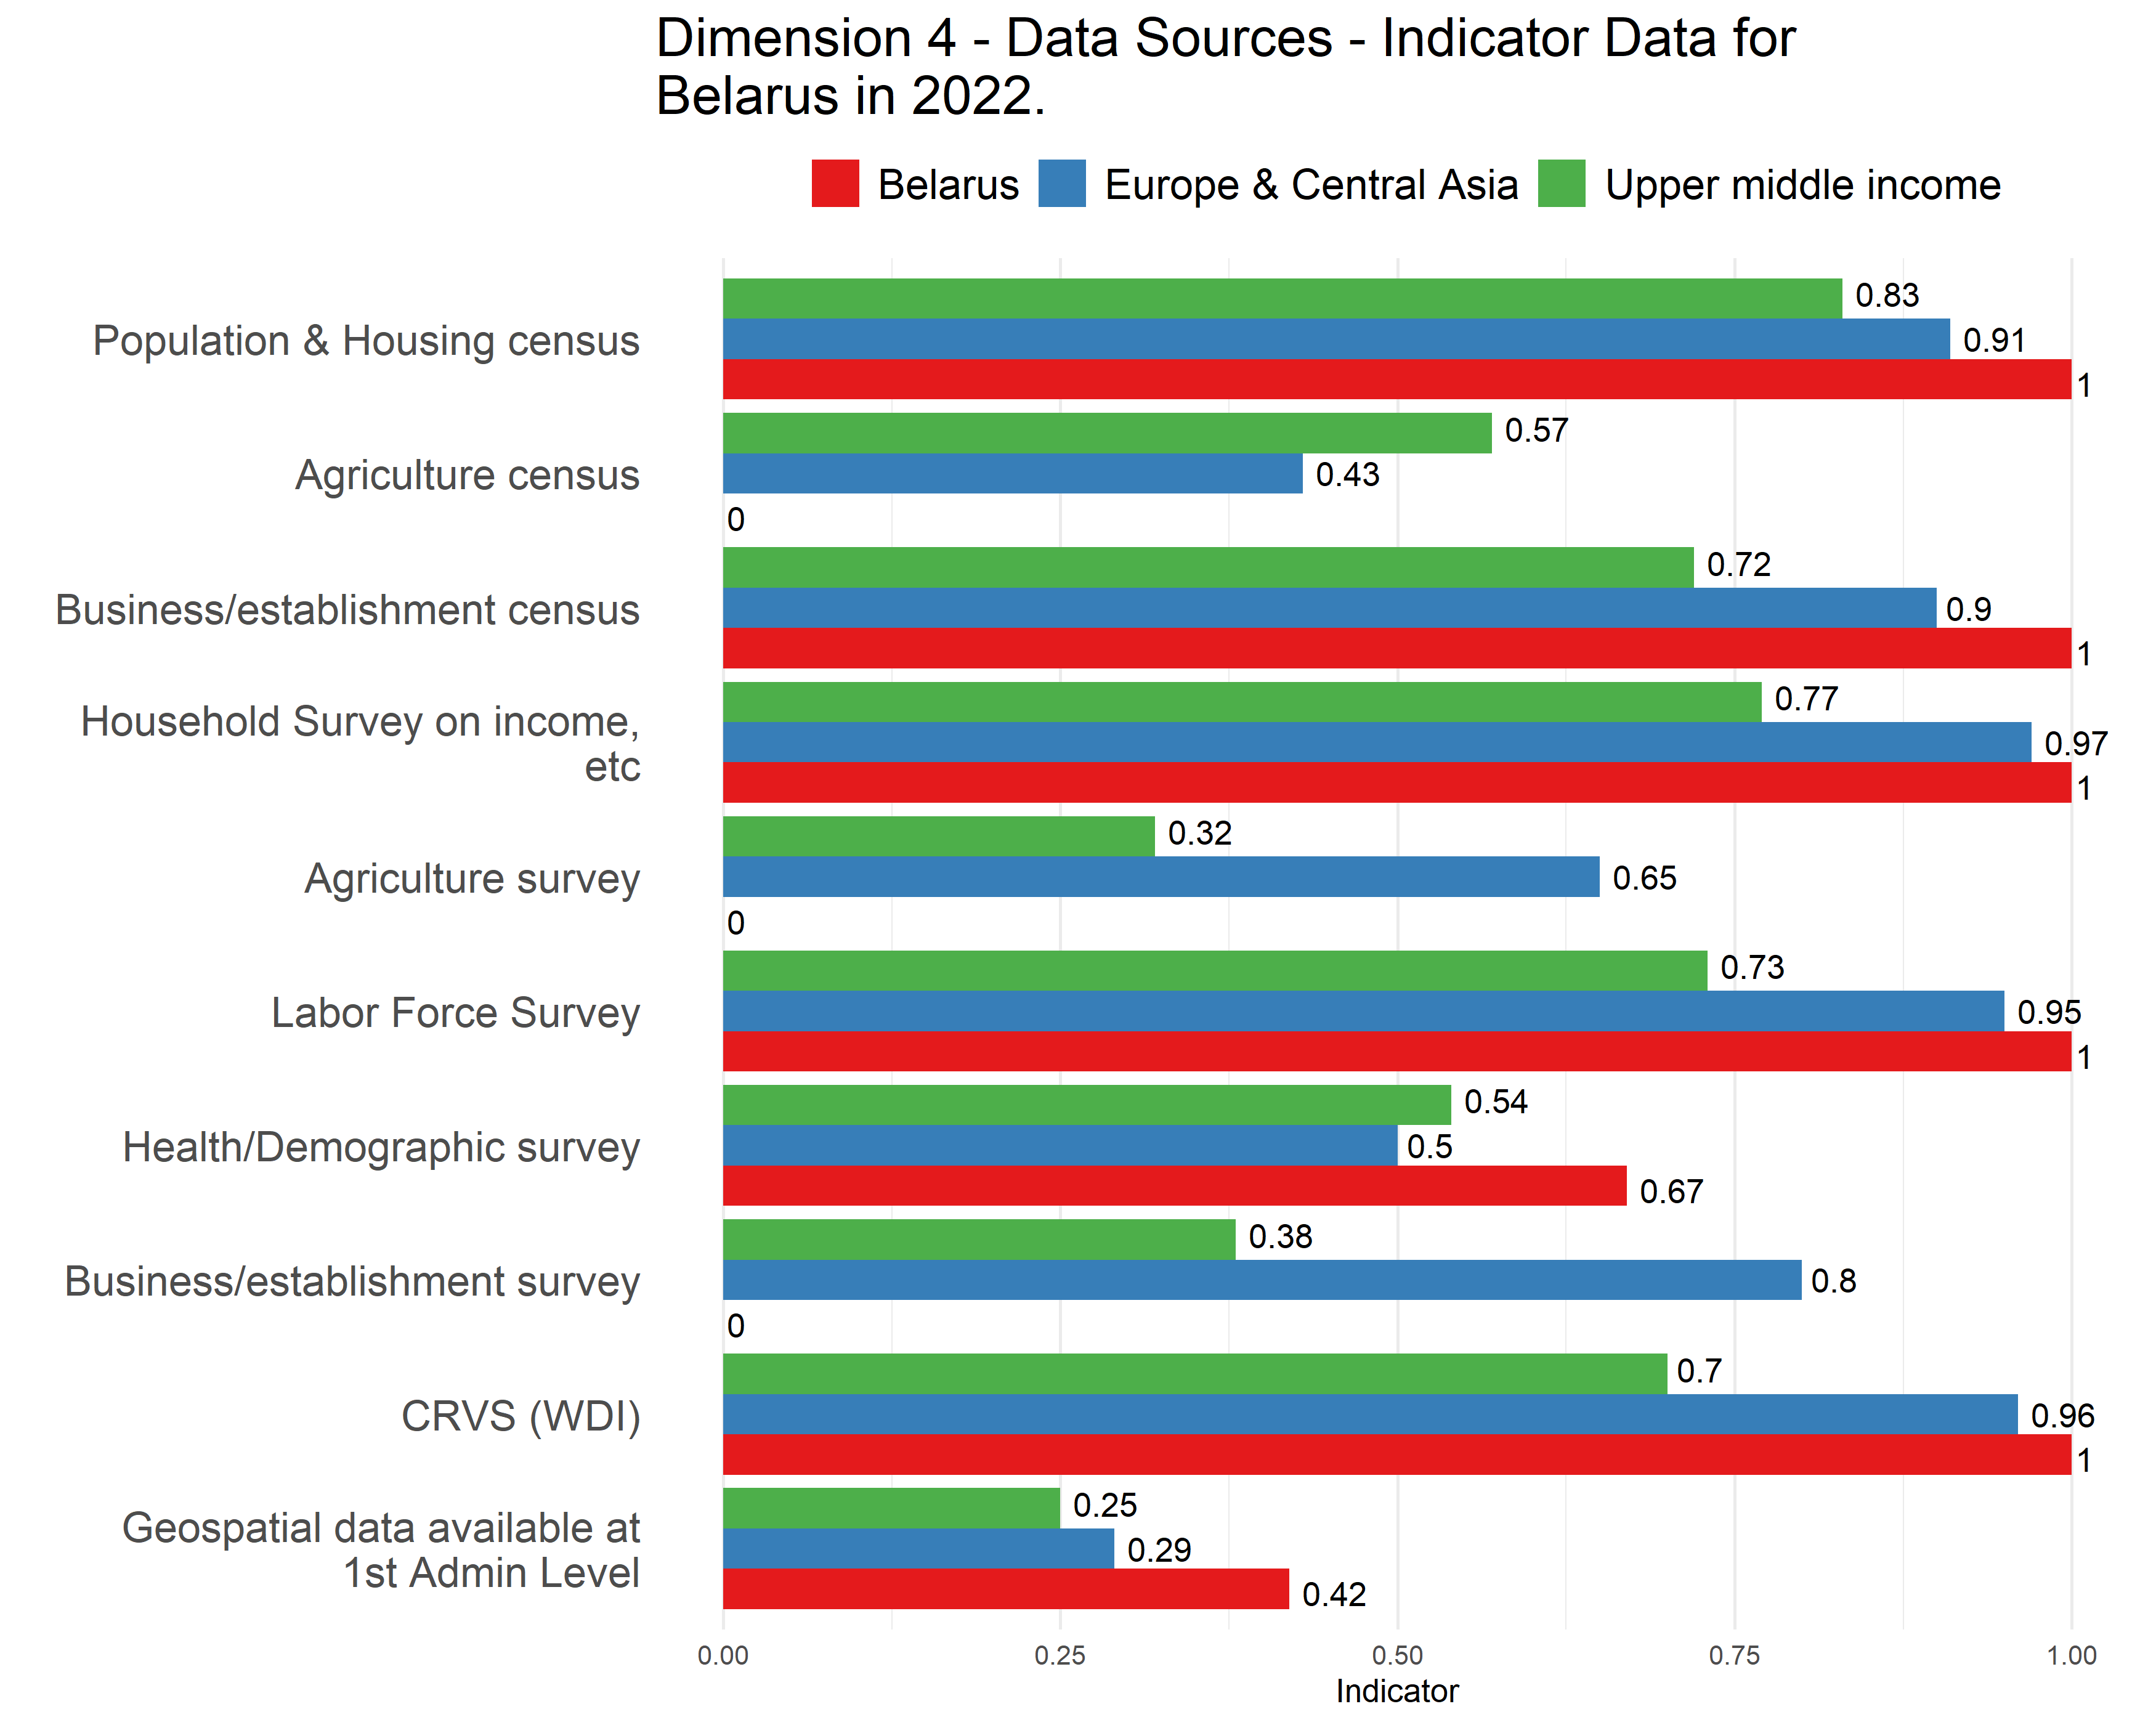 Dimension 4 - Data Sources - Indicator Data for
Belarus in 2022.
Belarus
Europe & Central Asia
Upper middle income
Population & Housing census
0.83
0.91
1
Agriculture census
0.57
0.43
0
Business/establishment census
0.72
0.9
1
Household Survey on income,
etc
0.77
0.97
1
Agriculture survey
0.32
0.65
0
Labor Force Survey
0.73
0.95
1
Health/Demographic survey
0.54
0.5
0.67
Business/establishment survey
0.38
0.8
0
CRVS (WDI)
0.7
0.96
1
Geospatial data available at
1st Admin Level
0.25
0.29
0.42
0.00
0.25
0.50
0.75
1.00
Indicator